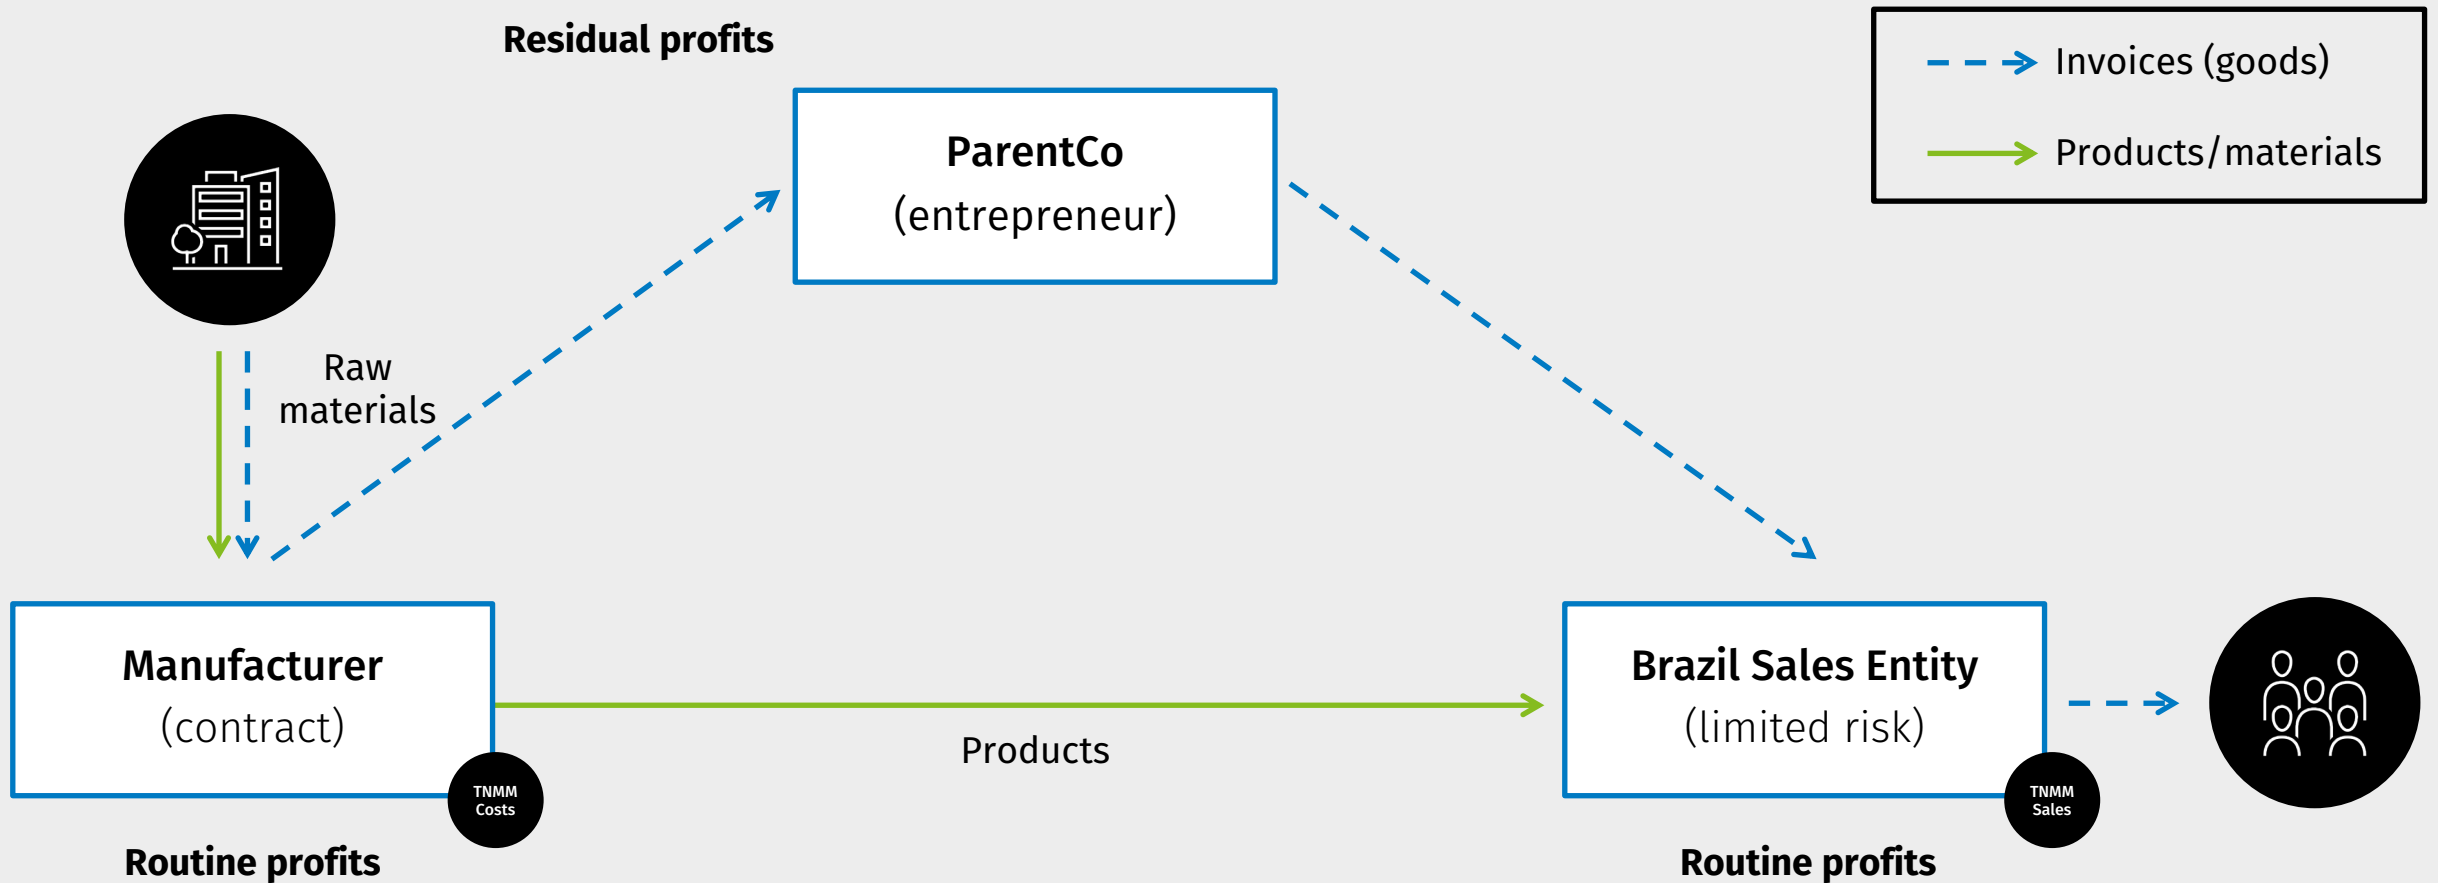 Residual profits
Invoices (goods)
Products/materials
ParentCo
(entrepreneur)
Raw
materials
Manufacturer
(contract)
TNMM
Costs
Routine profits
Products
Brazil Sales Entity
(limited risk)
TNMM
Sales
Routine profits